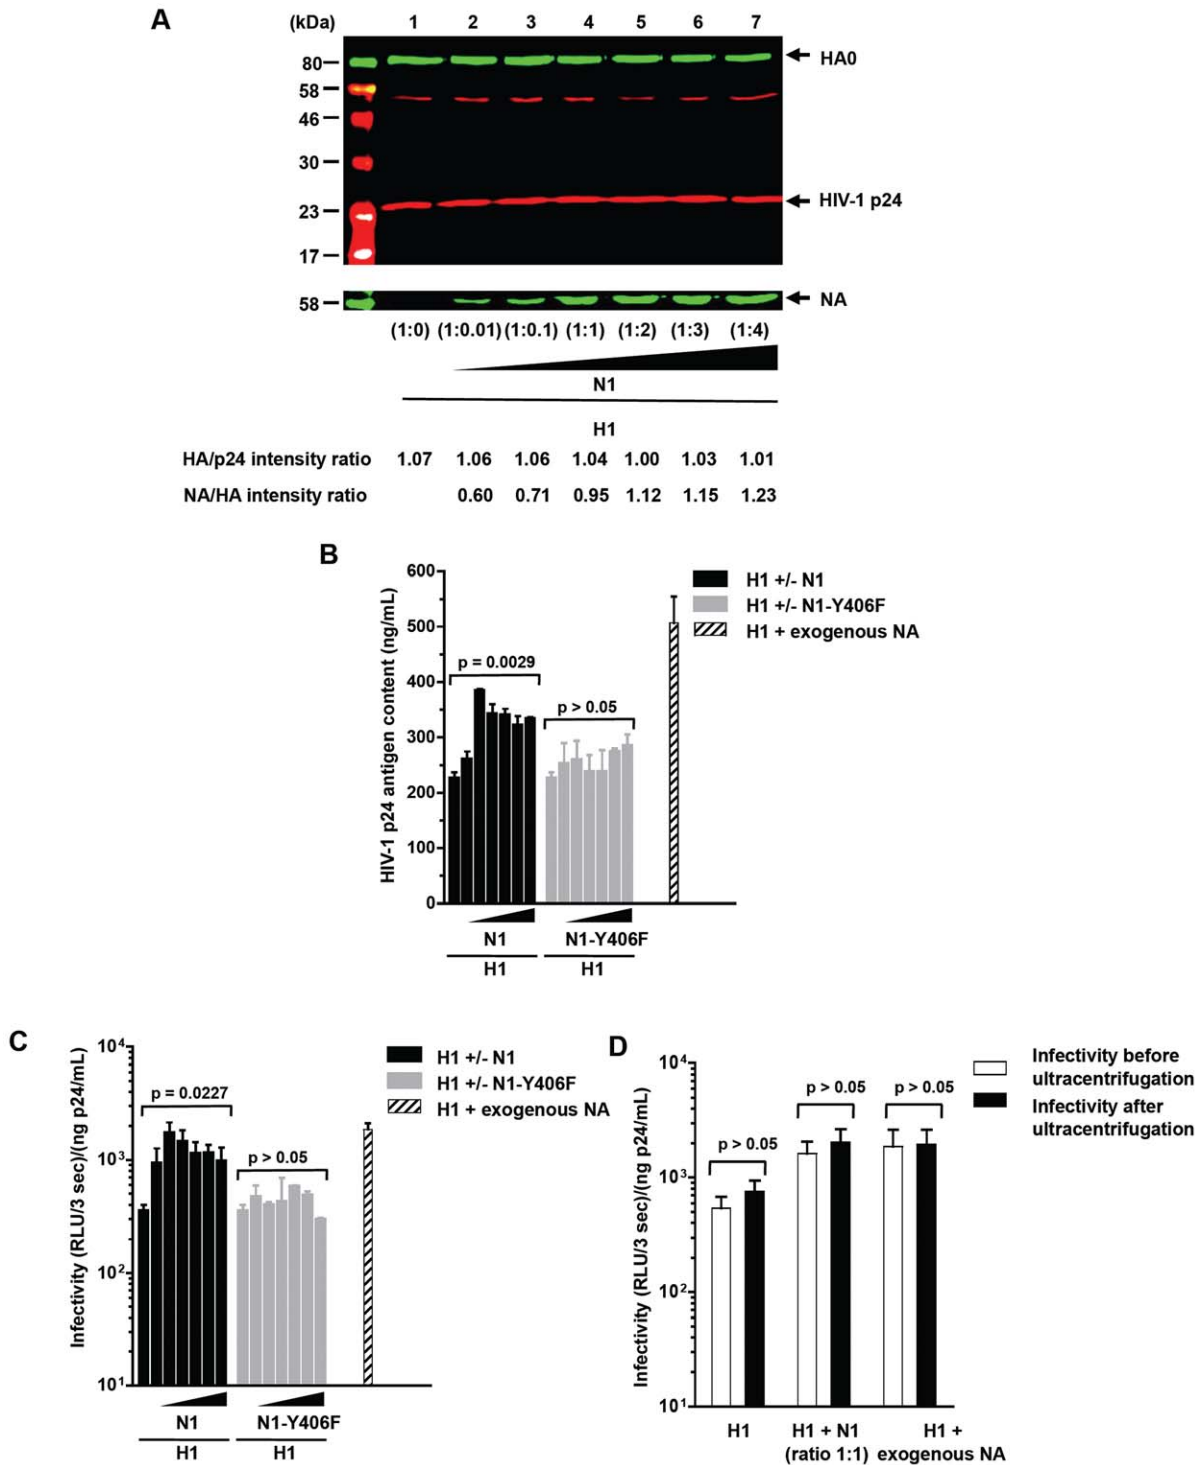 A
(kDa) 1 2 3 4 5 6 7
80
58
46
30
23
17
HA0
HIV-1 p24
58
NA
(1:0) (1:0.01) (1:0.1) (1:1) (1:2) (1:3) (1:4)
N1
H1
HA/p24 intensity ratio 1.07 1.06 1.06 1.04 1.00 1.03 1.01
NA/HA intensity ratio 0.60 0.71 0.95 1.12 1.15 1.23
B
HIV-1 p24 antigen content (ng/mL)
600
500
400
300
200
100
0
p = 0.0029
p > 0.05
H1 +/- N1
H1 +/- N1-Y406F
H1 + exogenous NA
N1 N1-Y406F
H1 H1
C
Infectivity (RLU/3 sec)/(ng p24/mL)
10⁴
10³
10²
10¹
p = 0.0227
p > 0.05
H1 +/- N1
H1 +/- N1-Y406F
H1 + exogenous NA
N1 N1-Y406F
H1 H1
D
Infectivity (RLU/3 sec)/(ng p24/mL)
10⁴
10³
10²
10¹
p > 0.05
p > 0.05
p > 0.05
Infectivity before
ultracentrifugation
Infectivity after
ultracentrifugation
H1 H1 + N1 H1 +
(ratio 1:1) exogenous NA